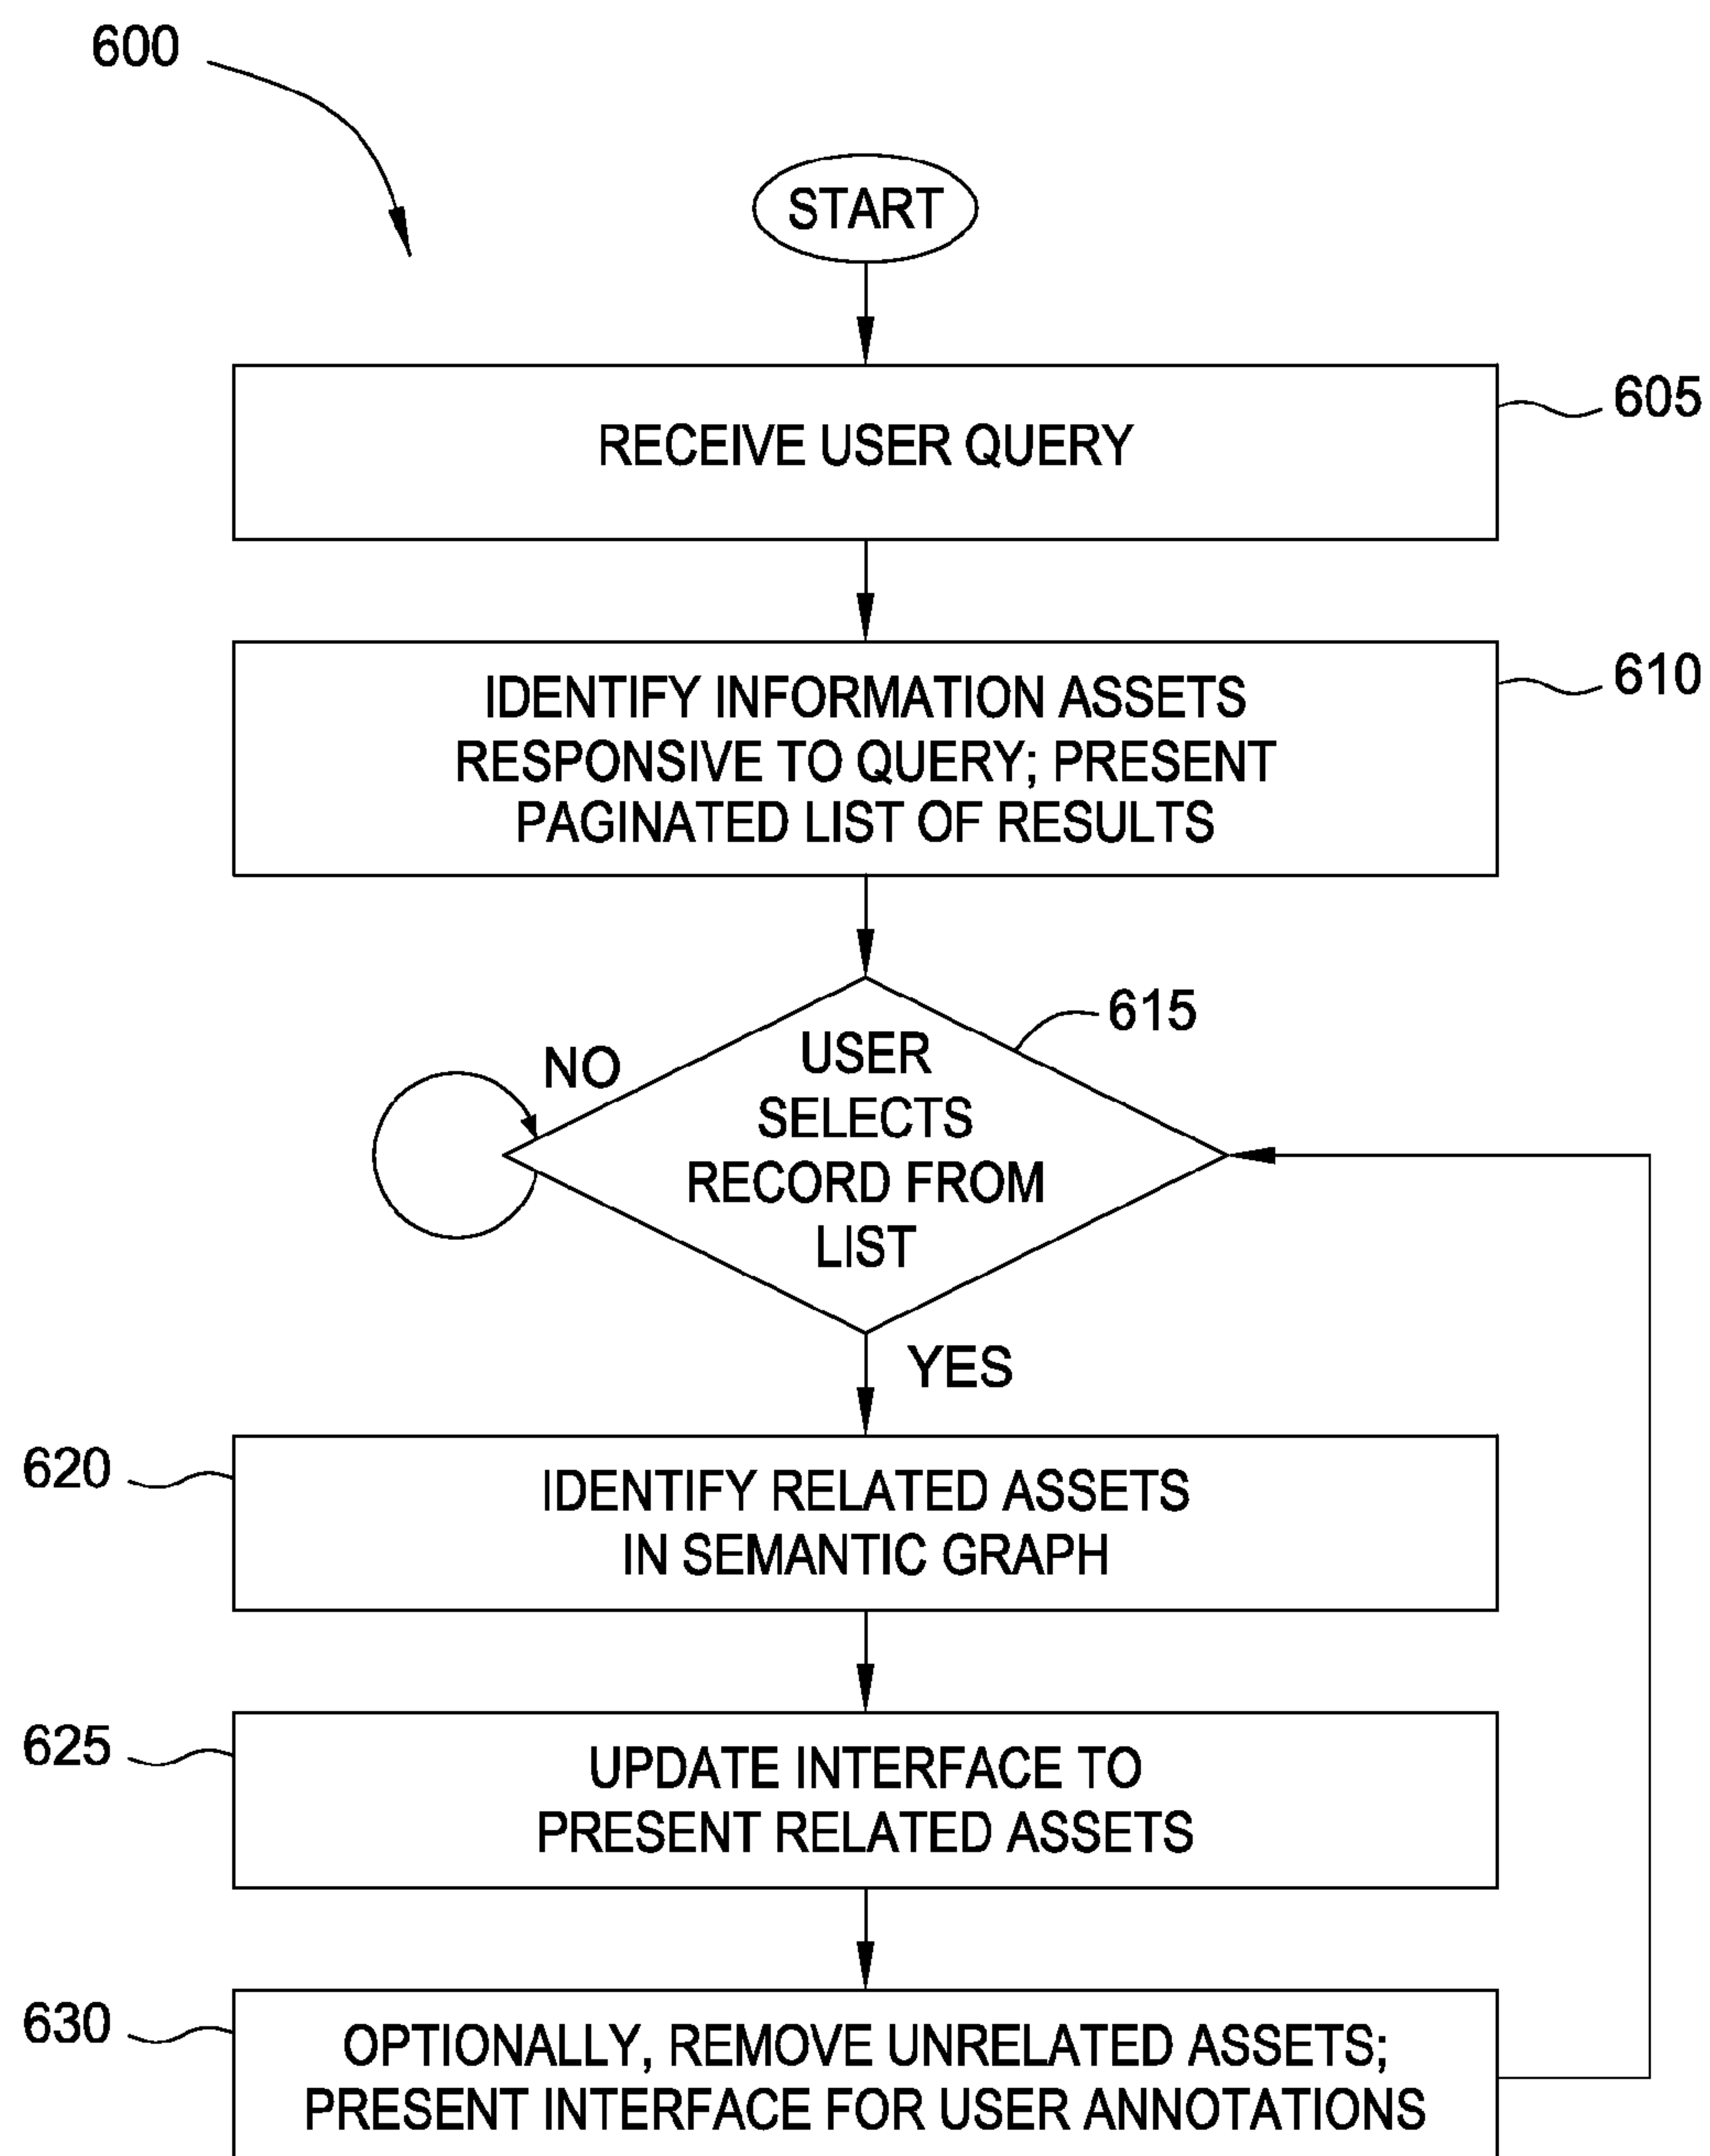 600
START
RECEIVE USER QUERY
605
IDENTIFY INFORMATION ASSETS
RESPONSIVE TO QUERY; PRESENT
PAGINATED LIST OF RESULTS
610
615
NO
USER
SELECTS
RECORD FROM
LIST
YES
620
IDENTIFY RELATED ASSETS
IN SEMANTIC GRAPH
625
UPDATE INTERFACE TO
PRESENT RELATED ASSETS
630
OPTIONALLY, REMOVE UNRELATED ASSETS;
PRESENT INTERFACE FOR USER ANNOTATIONS